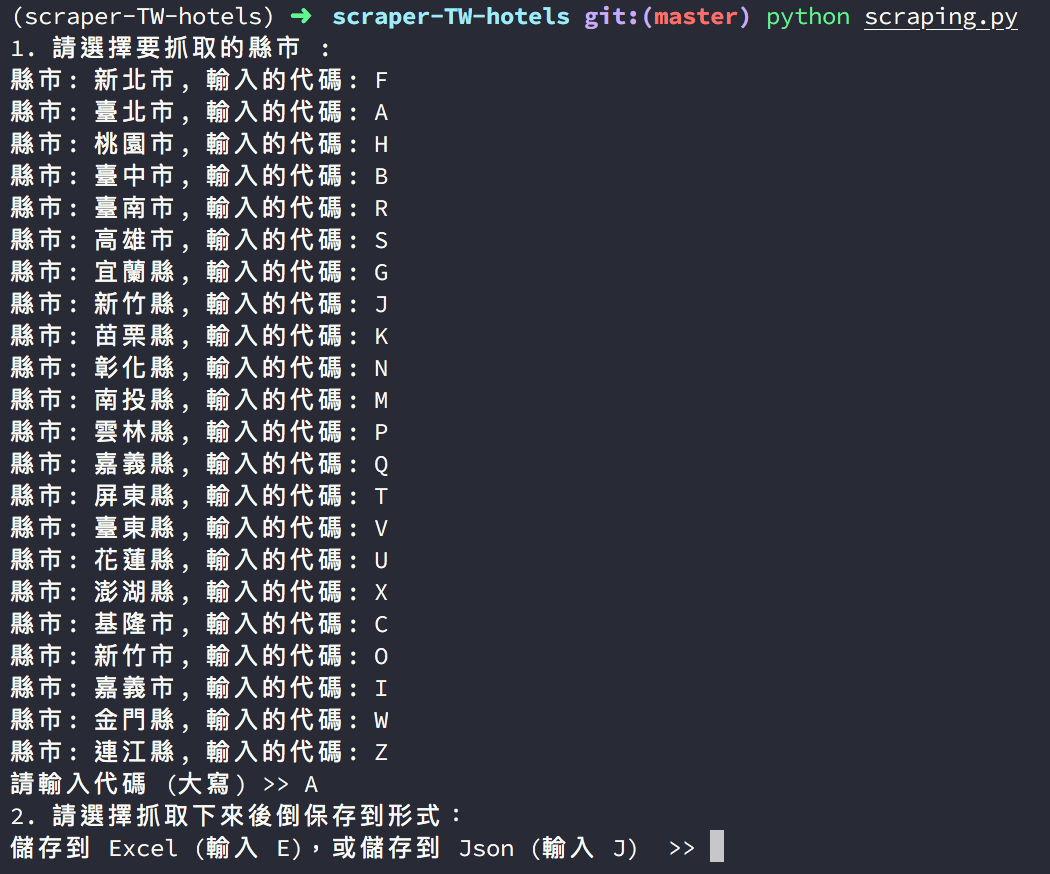 (scraper-TW-hotels) ➜ scraper-TW-hotels git:(master) python scraping.py
1. 請選擇要抓取的縣市 :
縣市: 新北市, 輸入的代碼: F
縣市: 臺北市, 輸入的代碼: A
縣市: 桃園市, 輸入的代碼: H
縣市: 臺中市, 輸入的代碼: B
縣市: 臺南市, 輸入的代碼: R
縣市: 高雄市, 輸入的代碼: S
縣市: 宜蘭縣, 輸入的代碼: G
縣市: 新竹縣, 輸入的代碼: J
縣市: 苗栗縣, 輸入的代碼: K
縣市: 彰化縣, 輸入的代碼: N
縣市: 南投縣, 輸入的代碼: M
縣市: 雲林縣, 輸入的代碼: P
縣市: 嘉義縣, 輸入的代碼: Q
縣市: 屏東縣, 輸入的代碼: T
縣市: 臺東縣, 輸入的代碼: V
縣市: 花蓮縣, 輸入的代碼: U
縣市: 澎湖縣, 輸入的代碼: X
縣市: 基隆市, 輸入的代碼: C
縣市: 新竹市, 輸入的代碼: O
縣市: 嘉義市, 輸入的代碼: I
縣市: 金門縣, 輸入的代碼: W
縣市: 連江縣, 輸入的代碼: Z
請輸入代碼 (大寫) >> A
2. 請選擇抓取下來後倒保存到形式：
儲存到 Excel (輸入 E)，或儲存到 Json (輸入 J) >>